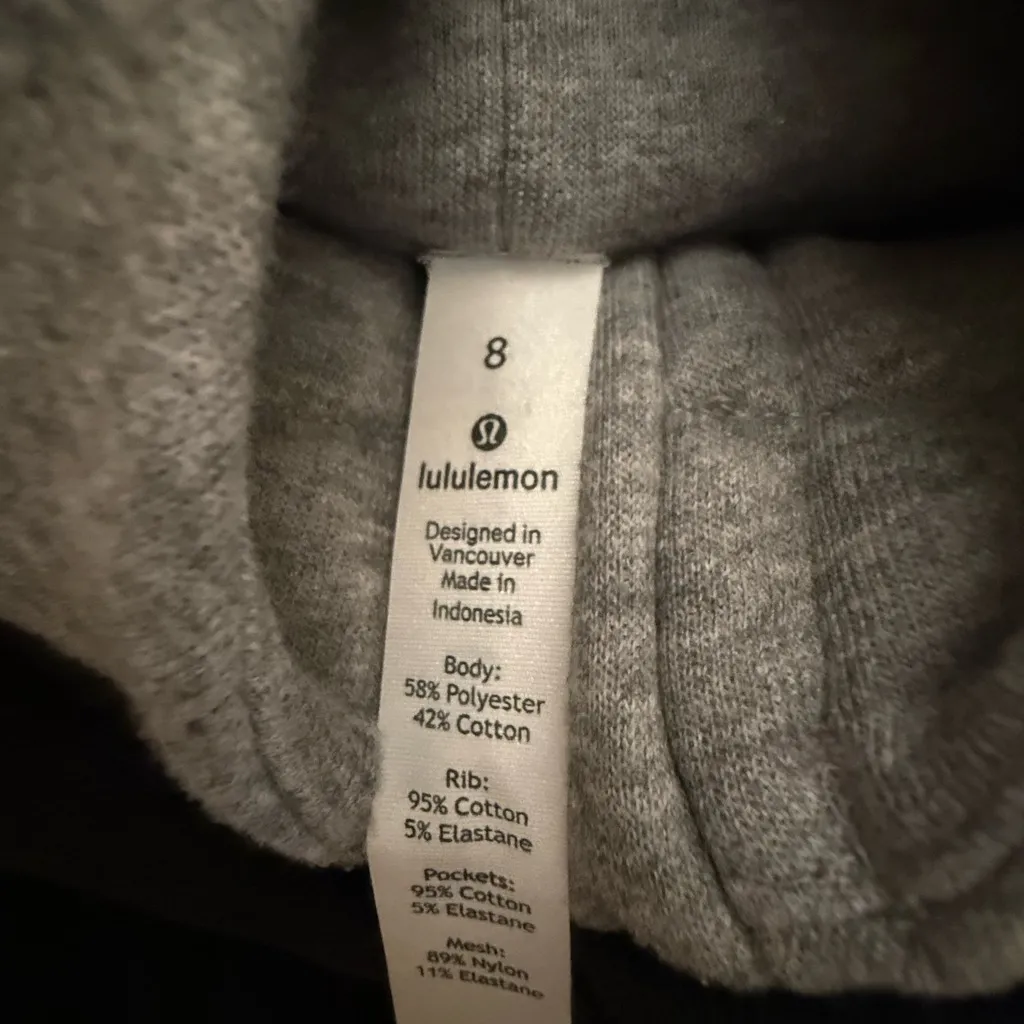 8
lululemon
Designed in
Vancouver
Made in
Indonesia
Body:
58% Polyester
42% Cotton
Rib:
95% Cotton
5% Elastane
Pockets:
95% Cotton
5% Elastane
Mesh:
89% Nylon
11% Elastane